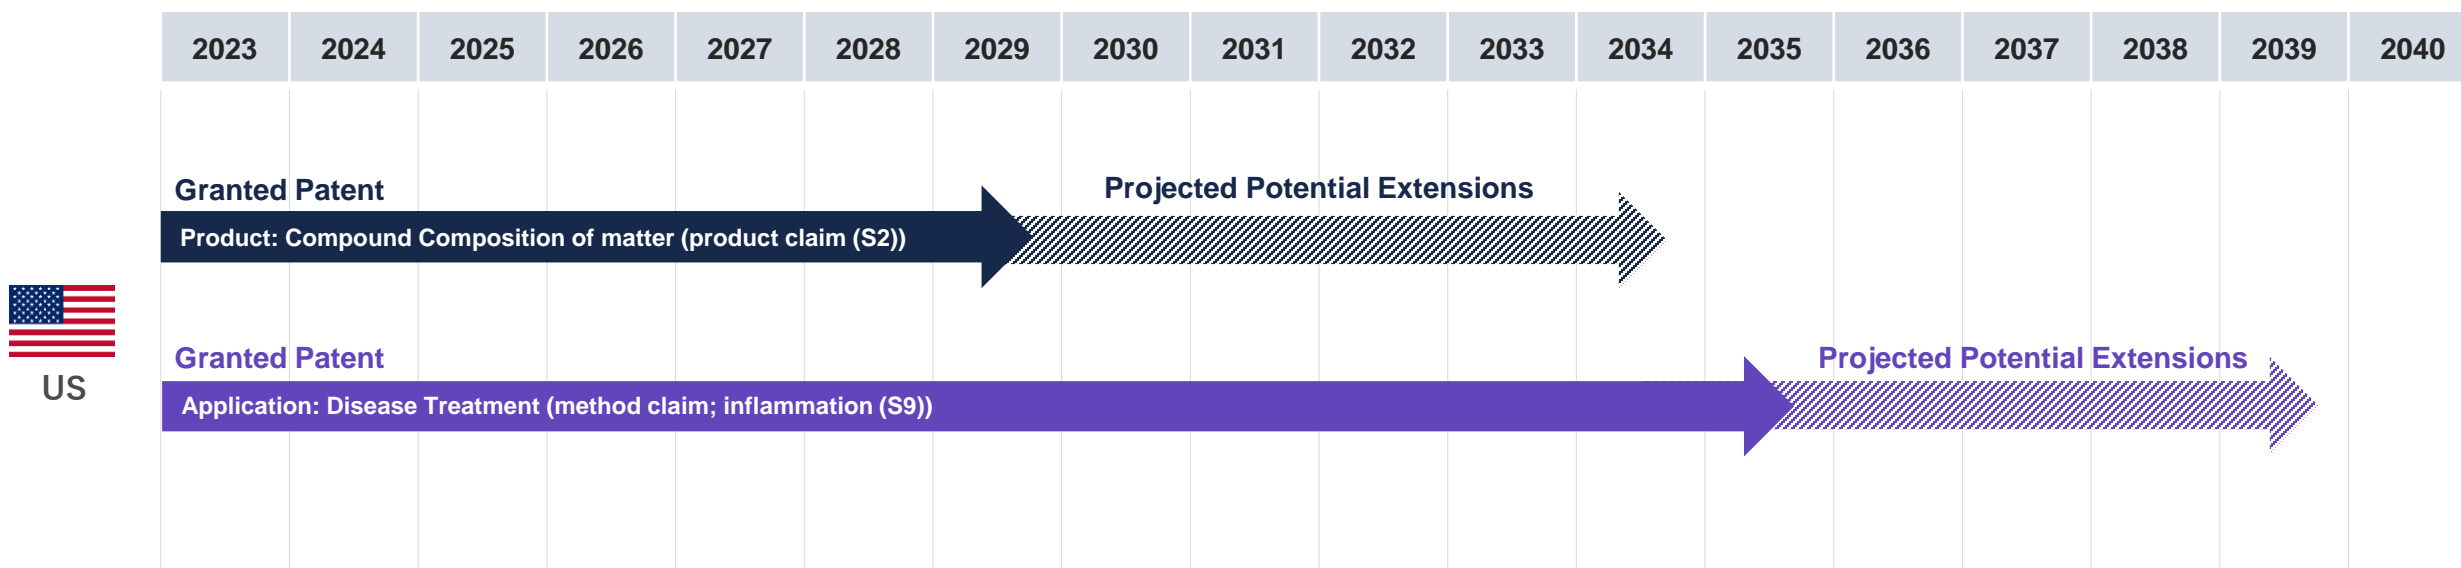 2023 2024 2025 2026 2027 2028 2029 2030 2031 2032 2033 2034 2035 2036 2037 2038 2039 2040
Granted Patent Projected Potential Extensions
Product: Compound Composition of matter (product claim (S2))
Granted Patent Projected Potential Extensions
US
Application: Disease Treatment (method claim; inflammation (S9))